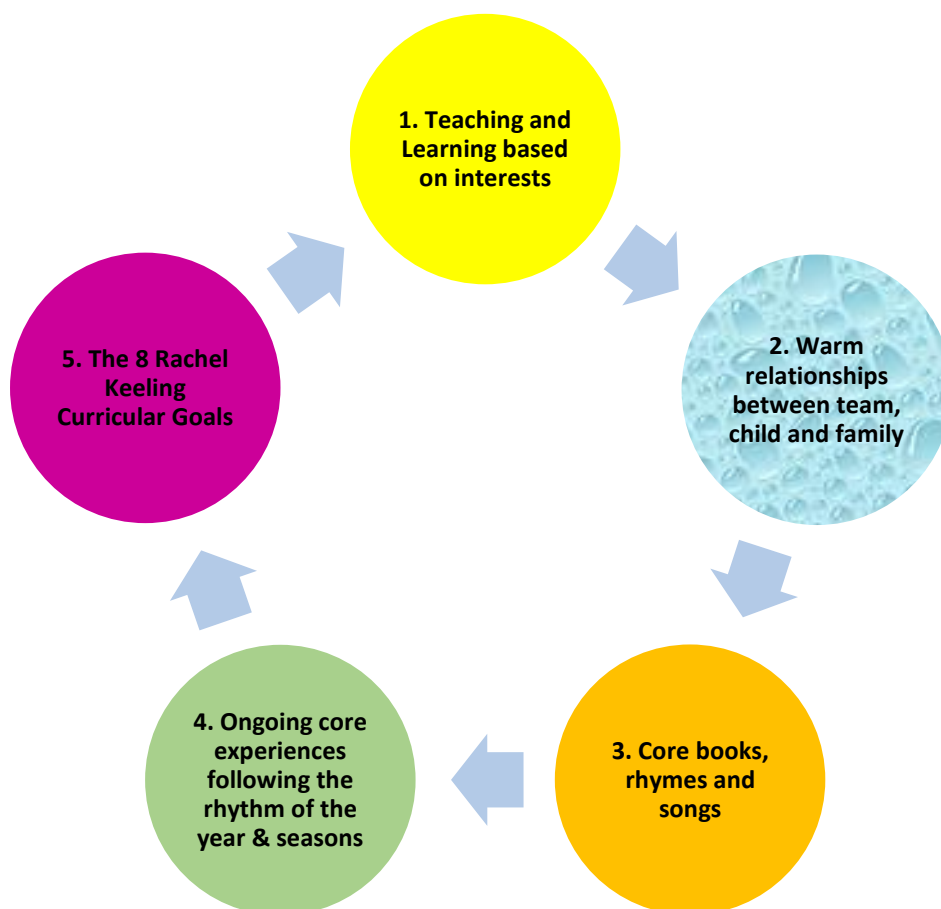 1. Teaching and
Learning based
on interests
2. Warm
relationships
between team,
child and family
3. Core books,
rhymes and
songs
4. Ongoing core
experiences
following the
rhythm of the
year & seasons
5. The 8 Rachel
Keeling
Curricular Goals